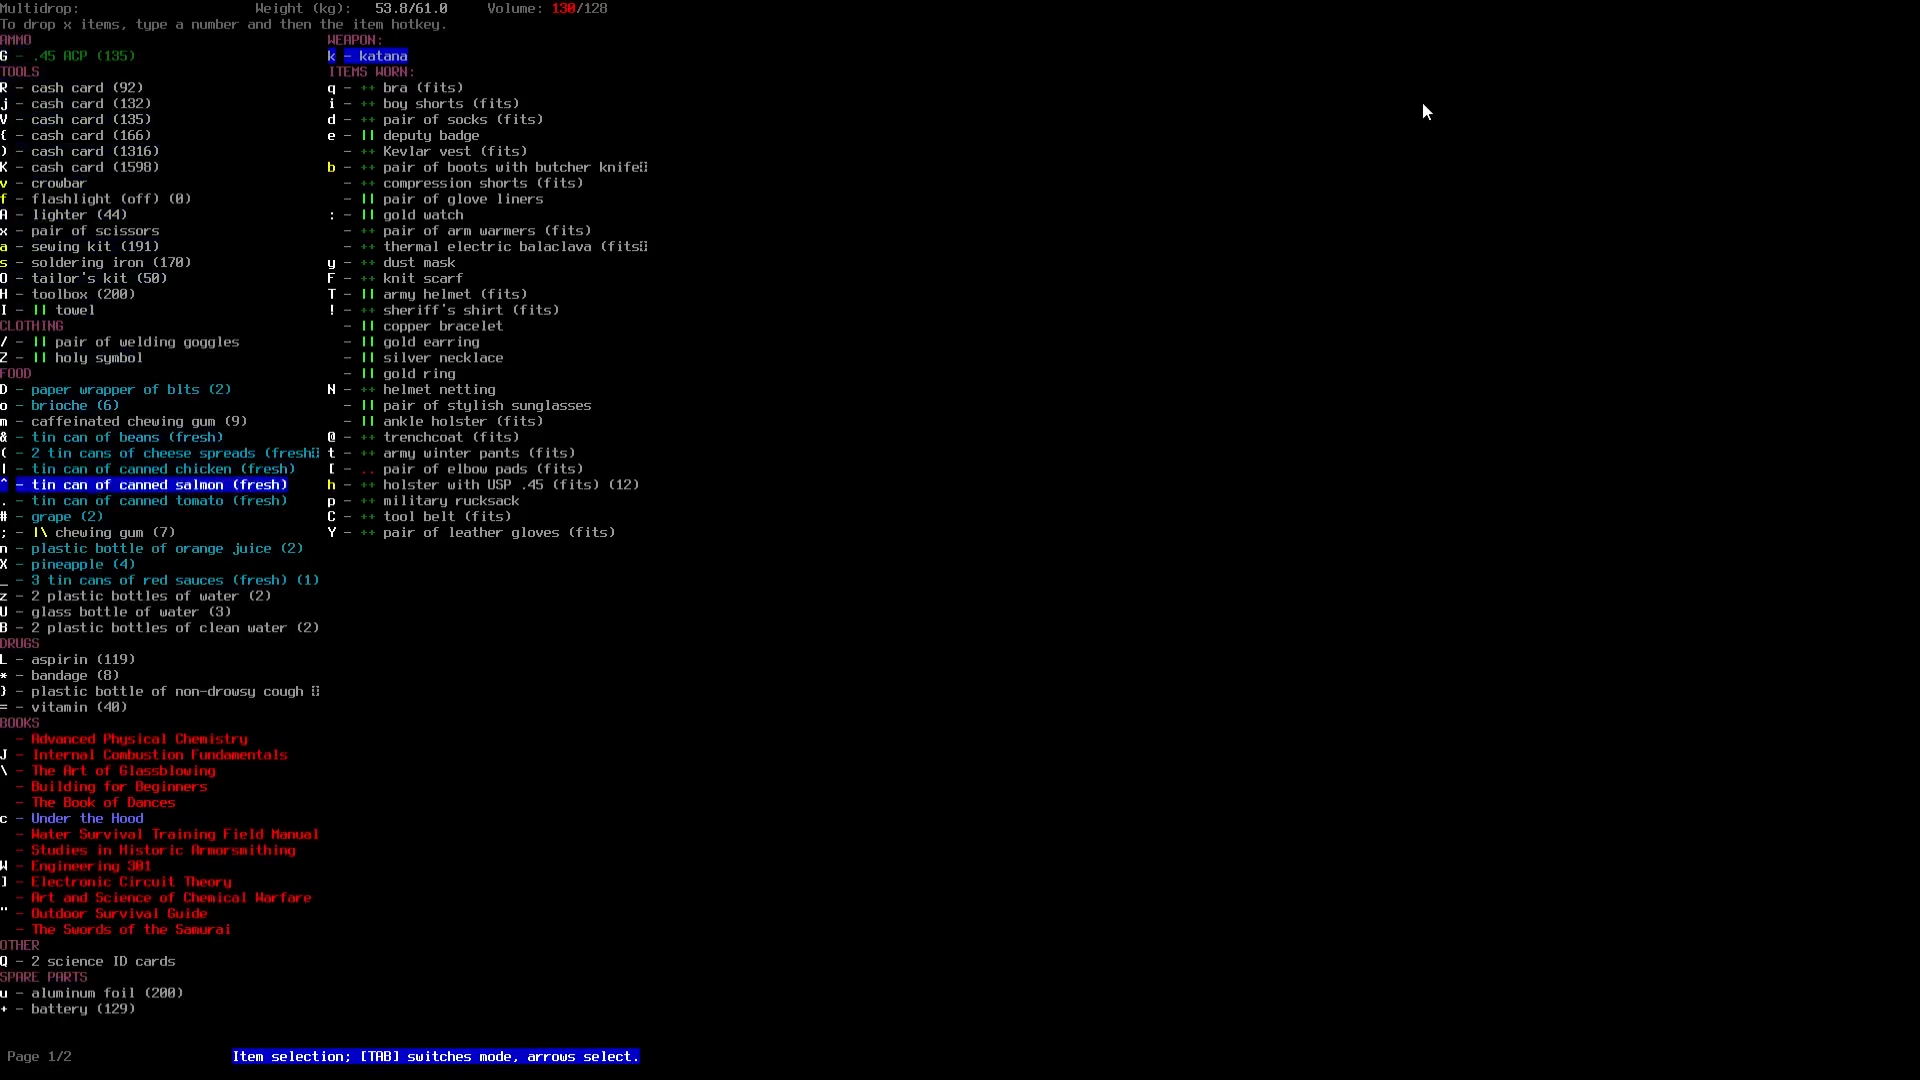 Multidrop: Weight (kg): 53.8/61.0 Volume: 130/128
To drop x items, type a number and then the item hotkey.
AMMO
G - .45 ACP (135)
TOOLS
R - cash card (92)
j - cash card (132)
V - cash card (135)
{ - cash card (166)
) - cash card (1316)
K - cash card (1598)
v - crowbar
f - flashlight (off) (0)
A - lighter (44)
x - pair of scissors
a - sewing kit (191)
s - soldering iron (170)
O - tailor's kit (50)
H - toolbox (200)
I - || towel
CLOTHING
/ - || pair of welding goggles
Z - || holy symbol
FOOD
D - paper wrapper of blts (2)
o - brioche (6)
m - caffeinated chewing gum (9)
& - tin can of beans (fresh)
( - 2 tin cans of cheese spreads (fresh
| - tin can of canned chicken (fresh)
^ - tin can of canned salmon (fresh)
. - tin can of canned tomato (fresh)
# - grape (2)
; - |\ chewing gum (7)
n - plastic bottle of orange juice (2)
X - pineapple (4)
_ - 3 tin cans of red sauces (fresh) (1)
z - 2 plastic bottles of water (2)
U - glass bottle of water (3)
B - 2 plastic bottles of clean water (2)
DRUGS
L - aspirin (119)
* - bandage (8)
} - plastic bottle of non-drowsy cough
= - vitamin (40)
BOOKS
- Advanced Physical Chemistry
J - Internal Combustion Fundamentals
\ - The Art of Glassblowing
- Building for Beginners
- The Book of Dances
c - Under the Hood
- Water Survival Training Field Manual
- Studies in Historic Armorsmithing
W - Engineering 301
] - Electronic Circuit Theory
- Art and Science of Chemical Warfare
" - Outdoor Survival Guide
- The Swords of the Samurai
OTHER
Q - 2 science ID cards
SPARE PARTS
u - aluminum foil (200)
+ - battery (129)
WEAPON:
k - katana
ITEMS WORN:
q - ++ bra (fits)
i - ++ boy shorts (fits)
d - ++ pair of socks (fits)
e - || deputy badge
- ++ Kevlar vest (fits)
b - ++ pair of boots with butcher knife
- ++ compression shorts (fits)
- || pair of glove liners
: - || gold watch
- ++ pair of arm warmers (fits)
- ++ thermal electric balaclava (fits
y - ++ dust mask
F - ++ knit scarf
T - || army helmet (fits)
! - ++ sheriff's shirt (fits)
- || copper bracelet
- || gold earring
- || silver necklace
- || gold ring
N - ++ helmet netting
- || pair of stylish sunglasses
- || ankle holster (fits)
@ - ++ trenchcoat (fits)
t - ++ army winter pants (fits)
[ - .. pair of elbow pads (fits)
h - ++ holster with USP .45 (fits) (12)
p - ++ military rucksack
C - ++ tool belt (fits)
Y - ++ pair of leather gloves (fits)
Page 1/2 Item selection; [TAB] switches mode, arrows select.